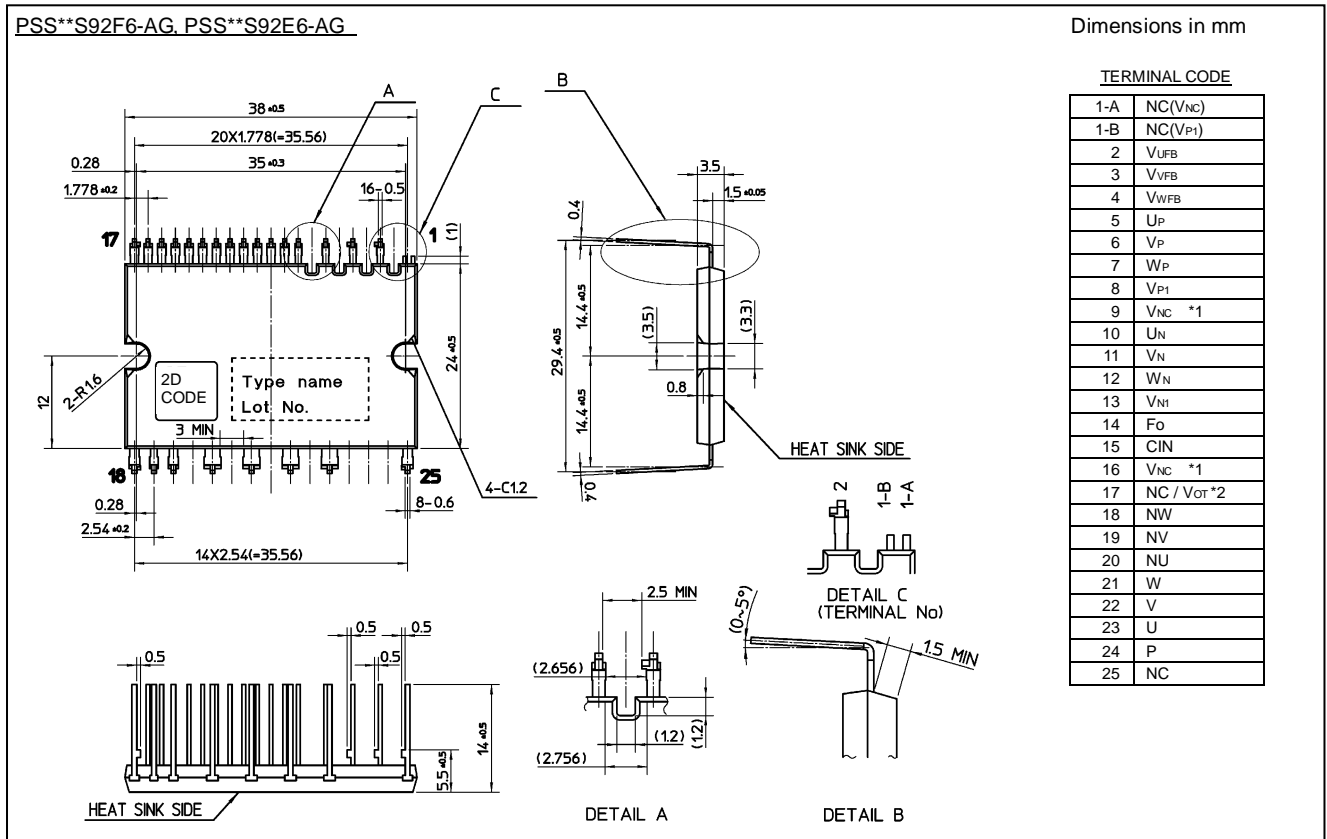 PSS**S92F6-AG, PSS**S92E6-AG
Dimensions in mm
TERMINAL CODE
1-A NC(VNC)
1-B NC(VP1)
2 VUFB
3 VVFB
4 VWFB
5 UP
6 VP
7 WP
8 VP1
9 VNC *1
10 UN
11 VN
12 WN
13 VN1
14 Fo
15 CIN
16 VNC *1
17 NC / VOT *2
18 NW
19 NV
20 NU
21 W
22 V
23 U
24 P
25 NC
A
C
B
38 ±0.5
20X1.778(=35.56)
0.28
35 ±0.3
1.778 ±0.2
16-0.5
17
1
(1)
2-R1.6
12
2D
CODE
Type name
Lot No.
3 MIN
24 ±0.5
18
25
4-C1.2
0.28
8-0.6
2.54 ±0.2
14X2.54(=35.56)
3.5
1.5 ±0.05
0.4
29.4 ±0.5
14.4 ±0.5
(3.5)
(3.3)
0.8
14.4 ±0.5
HEAT SINK SIDE
0.4
2
1-B
1-A
DETAIL C
(TERMINAL No)
0.5
0.5
0.5
0.5
14 ±0.5
5.5 ±0.5
HEAT SINK SIDE
2.5 MIN
(2.656)
(1.2)
(1.2)
(2.756)
DETAIL A
(0~5°)
1.5 MIN
DETAIL B